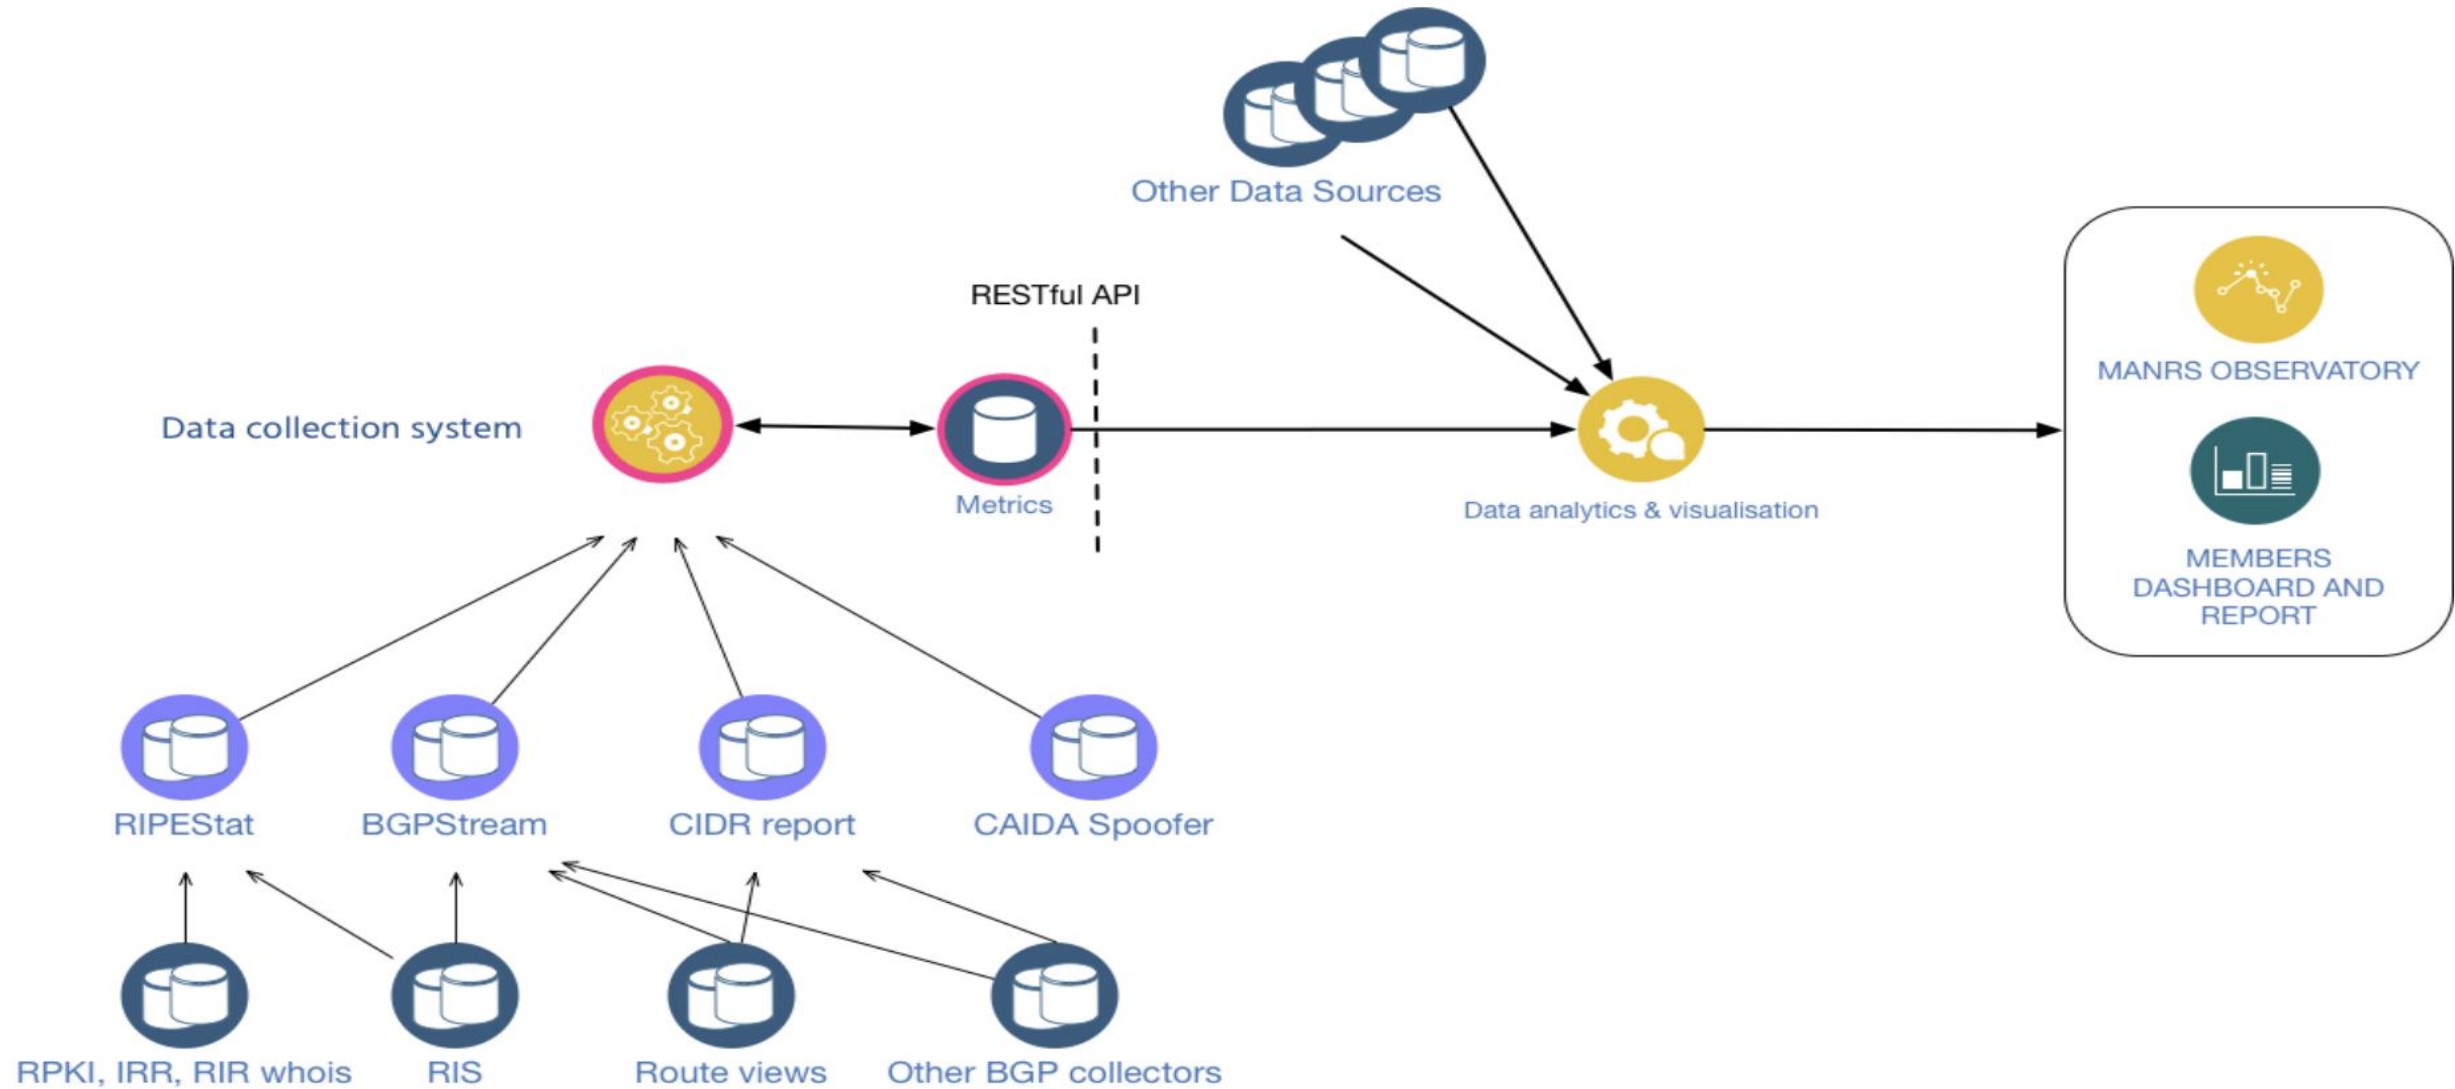 Other Data Sources
RESTful API
Data collection system
Metrics
Data analytics & visualisation
MANRS OBSERVATORY
MEMBERS
DASHBOARD AND
REPORT
RIPEStat
BGPStream
CIDR report
CAIDA Spoofer
RPKI, IRR, RIR whois
RIS
Route views
Other BGP collectors